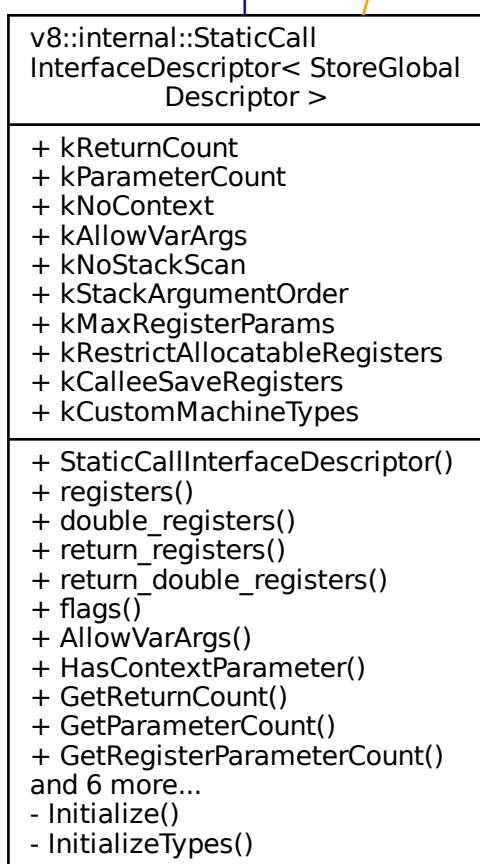 v8::internal::StaticCall
InterfaceDescriptor< StoreGlobal
Descriptor >
+ kReturnCount
+ kParameterCount
+ kNoContext
+ kAllowVarArgs
+ kNoStackScan
+ kStackArgumentOrder
+ kMaxRegisterParams
+ kRestrictAllocatableRegisters
+ kCalleeSaveRegisters
+ kCustomMachineTypes
+ StaticCallInterfaceDescriptor()
+ registers()
+ double_registers()
+ return_registers()
+ return_double_registers()
+ flags()
+ AllowVarArgs()
+ HasContextParameter()
+ GetReturnCount()
+ GetParameterCount()
+ GetRegisterParameterCount()
and 6 more...
- Initialize()
- InitializeTypes()